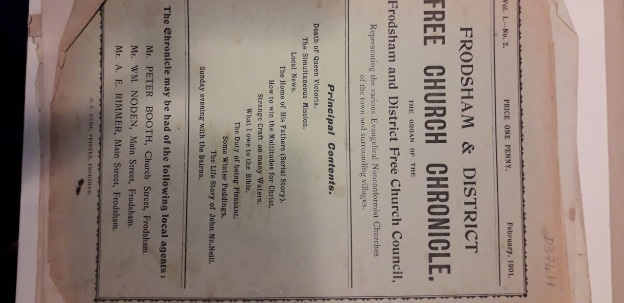 Vol. 1.—No. 2. PRICE ONE PENNY. February, 1901.
FRODSHAM & DISTRICT
FREE CHURCH CHRONICLE.
THE ORGAN OF THE
Frodsham and District Free Church Council,
Representing the various Evangelical Nonconformist Churches
of the town and surrounding villages.
Principal Contents.
Death of Queen Victoria.
The Simultaneous Mission.
Local News.
The Home of His Fathers (Serial Story).
How to win the Multitudes for Christ.
Strange Craft on many Waters.
What I owe to the Bible.
The Duty of being Pleasant.
Some Winter Puddings.
The Life Story of John McNeill.
Sunday evening with the Bairns.
The Chronicle may be had of the following local agents:
Mr. PETER BOOTH, Church Street, Frodsham.
Mr. WM. NODEN, Main Street, Frodsham.
Mr. A. E. RIMMER, Main Street, Frodsham.
PRINTER, FRODSHAM.